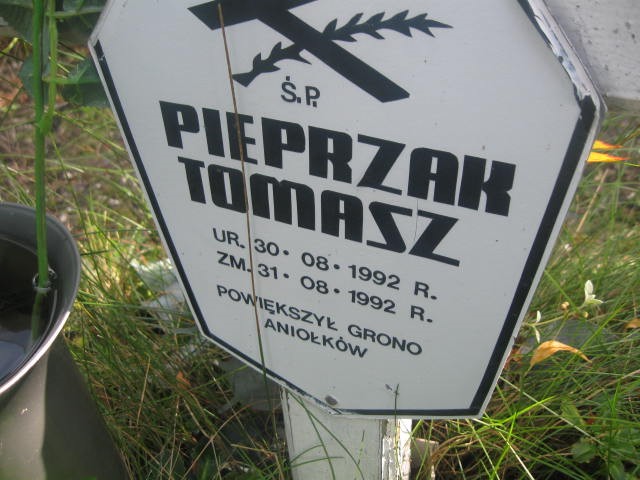 Ś.P.
PIEPRZAK
TOMASZ
UR. 30 • 08 • 1992 R.
ZM. 31 • 08 • 1992 R.
POWIĘKSZYŁ GRONO
ANIOŁKÓW